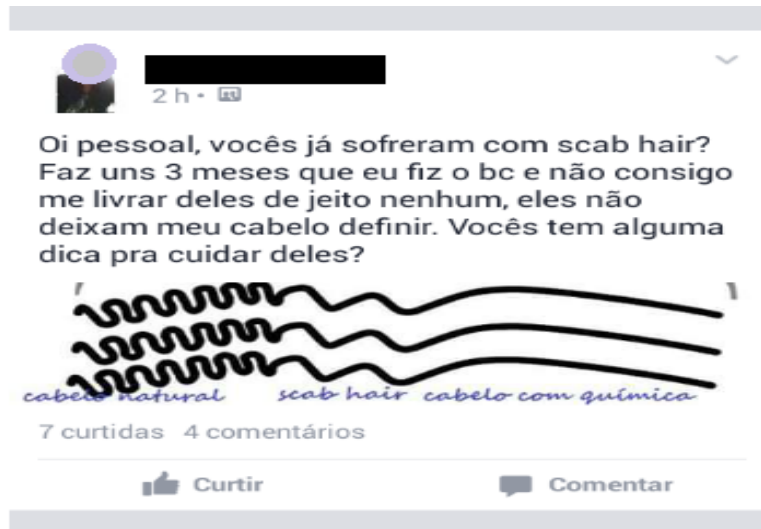 2 h •
Oi pessoal, vocês já sofreram com scab hair?
Faz uns 3 meses que eu fiz o bc e não consigo
me livrar deles de jeito nenhum, eles não
deixam meu cabelo definir. Vocês tem alguma
dica pra cuidar deles?
cabelo natural scab hair cabelo com química
7 curtidas 4 comentários
Curtir Comentar